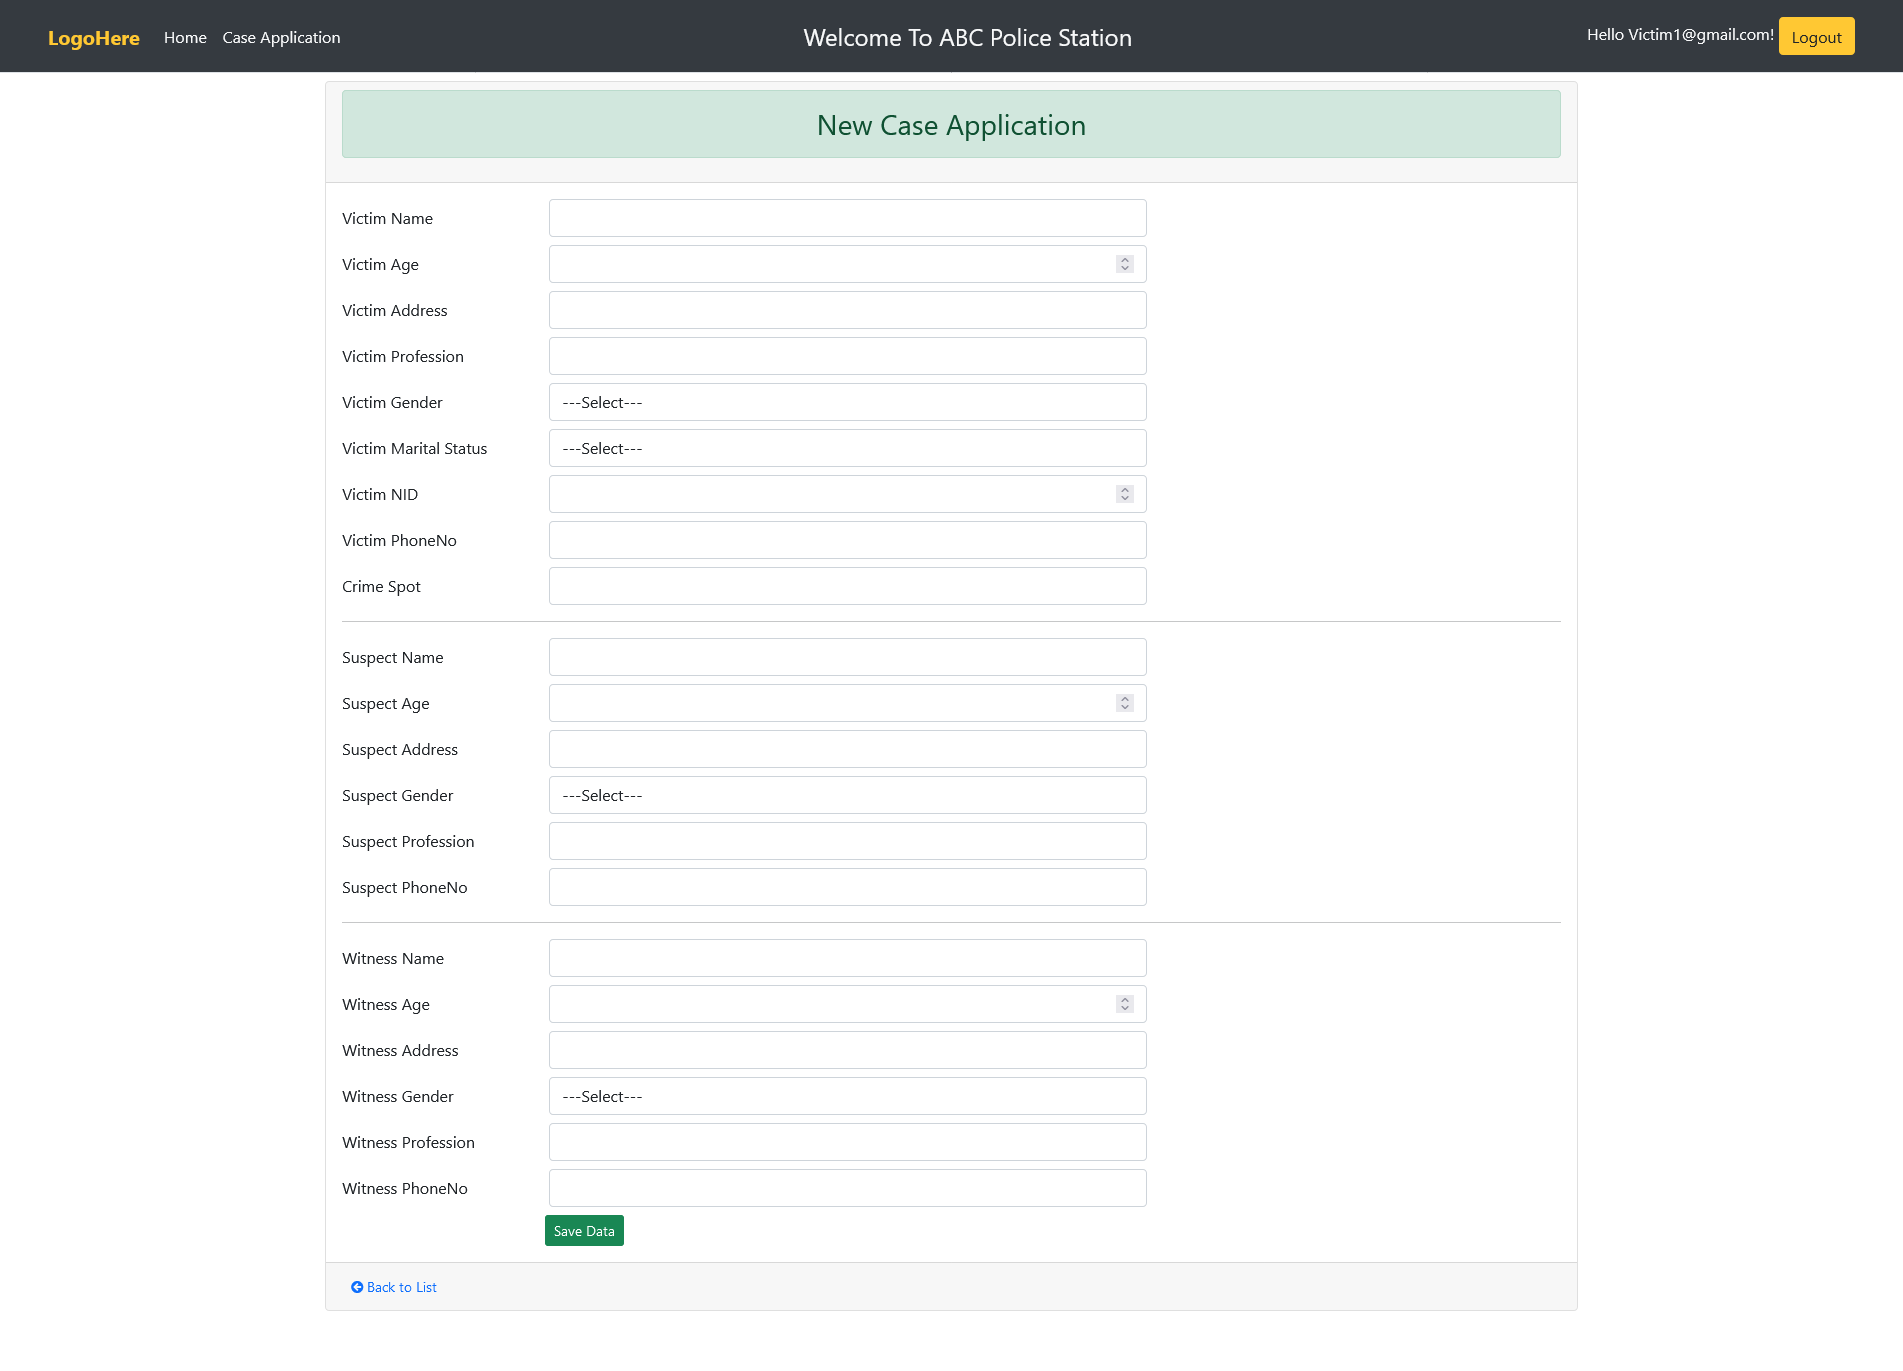 LogoHere Home Case Application Welcome To ABC Police Station Hello Victim1@gmail.com! Logout
New Case Application
Victim Name
Victim Age
Victim Address
Victim Profession
Victim Gender ---Select---
Victim Marital Status ---Select---
Victim NID
Victim PhoneNo
Crime Spot
Suspect Name
Suspect Age
Suspect Address
Suspect Gender ---Select---
Suspect Profession
Suspect PhoneNo
Witness Name
Witness Age
Witness Address
Witness Gender ---Select---
Witness Profession
Witness PhoneNo
Save Data
Back to List